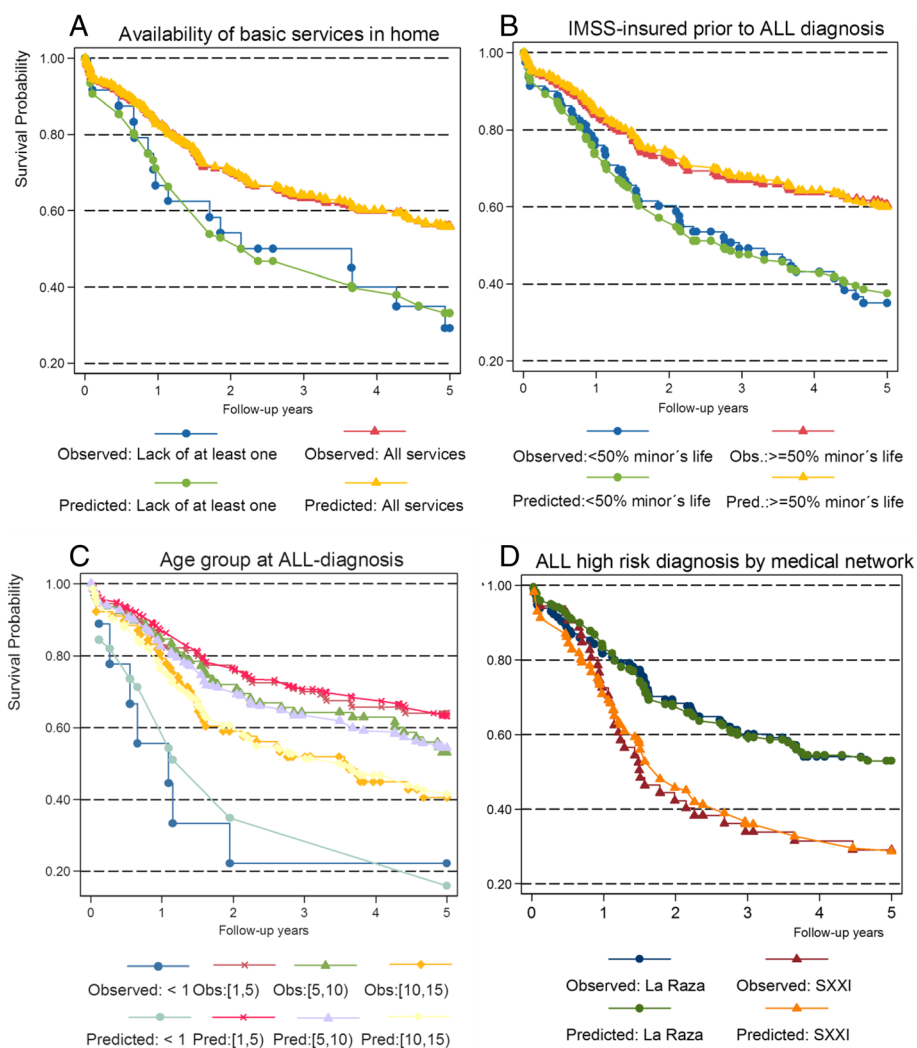 A
Availability of basic services in home
Survival Probability
1.00
0.80
0.60
0.40
0.20
0 1 2 3 4 5
Follow-up years
Observed: Lack of at least one
Observed: All services
Predicted: Lack of at least one
Predicted: All services
B
IMSS-insured prior to ALL diagnosis
1.00
0.80
0.60
0.40
0.20
0 1 2 3 4 5
Follow-up years
Observed:<50% minor´s life
Obs.:>=50% minor´s life
Predicted:<50% minor´s life
Pred.:>=50% minor´s life
C
Age group at ALL-diagnosis
Survival Probability
1.00
0.80
0.60
0.40
0.20
0 1 2 3 4 5
Follow-up years
Observed: < 1 Obs:[1,5) Obs:[5,10) Obs:[10,15)
Predicted: < 1 Pred:[1,5) Pred:[5,10) Pred:[10,15)
D
ALL high risk diagnosis by medical network
1.00
0.80
0.60
0.40
0.20
0 1 2 3 4 5
Follow-up years
Observed: La Raza
Observed: SXXI
Predicted: La Raza
Predicted: SXXI